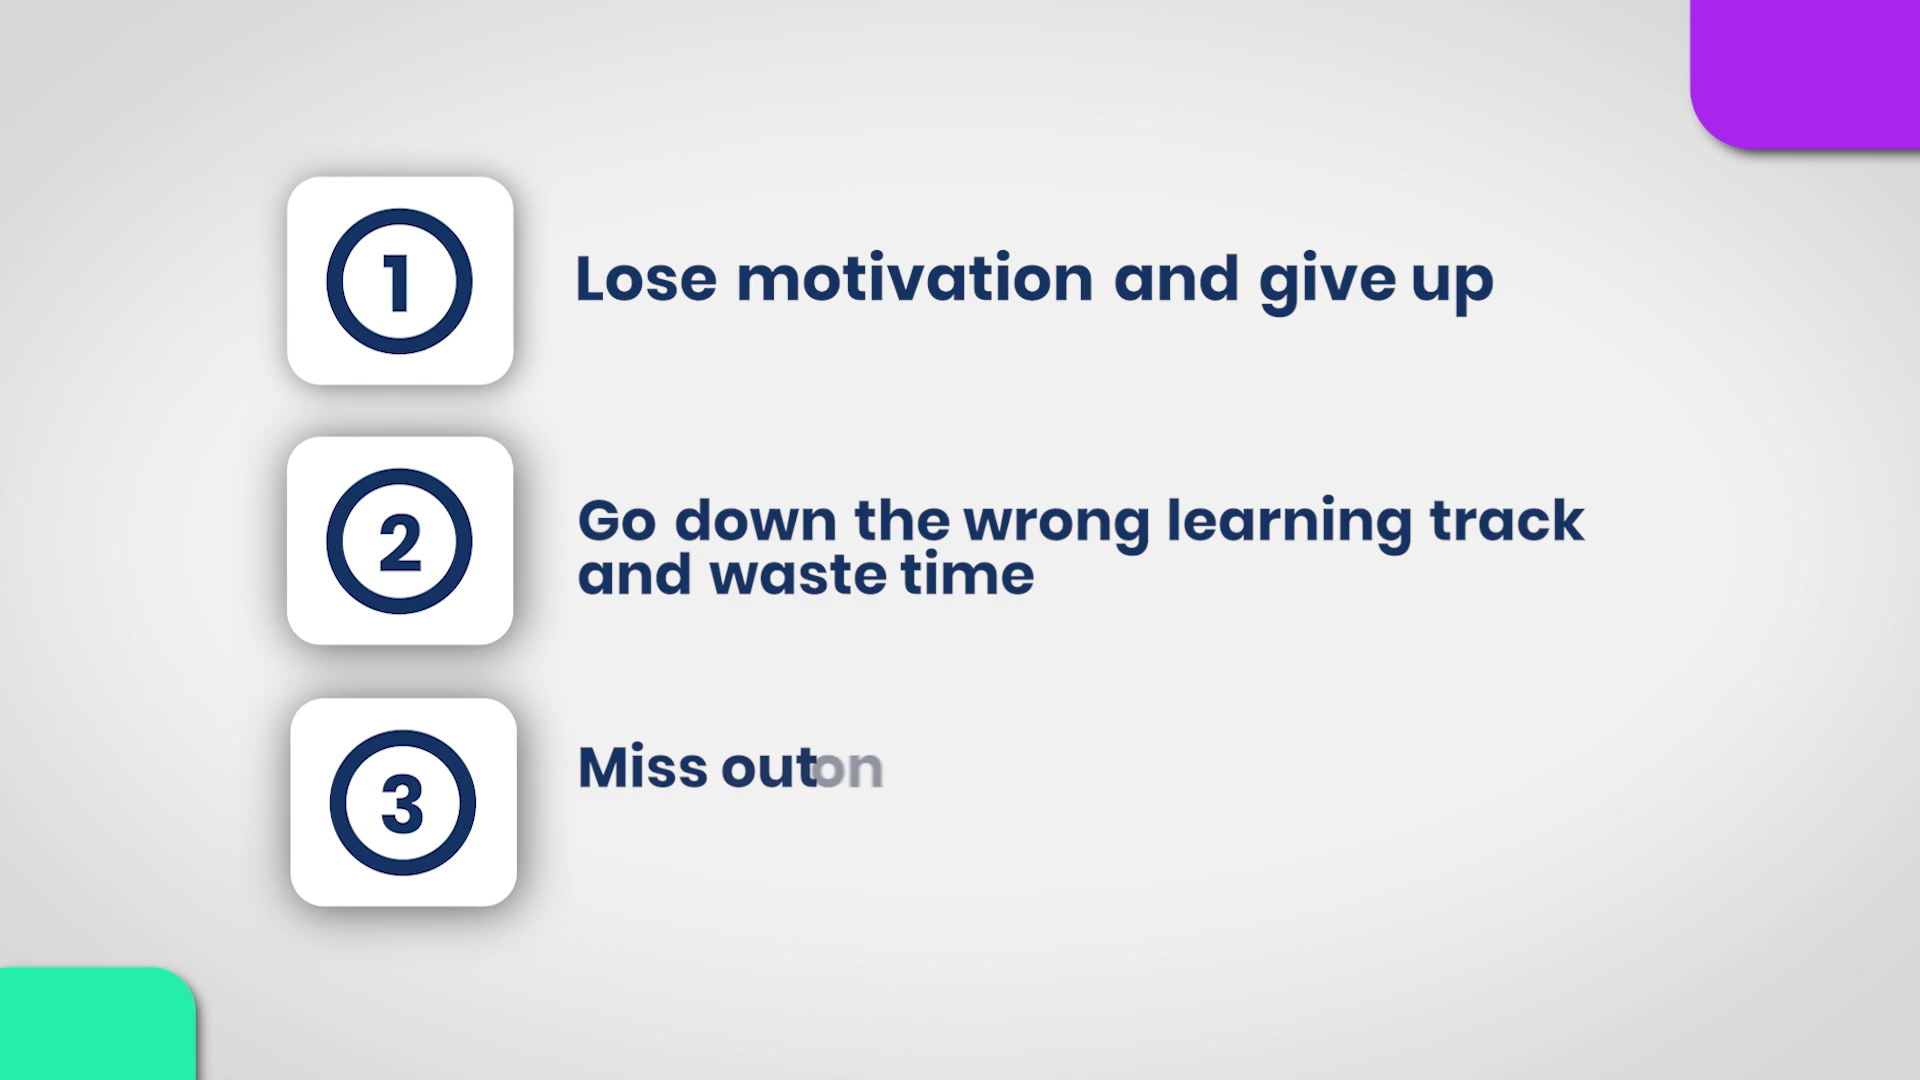 1
Lose motivation and give up
2
Go down the wrong learning track
and waste time
3
Miss out on